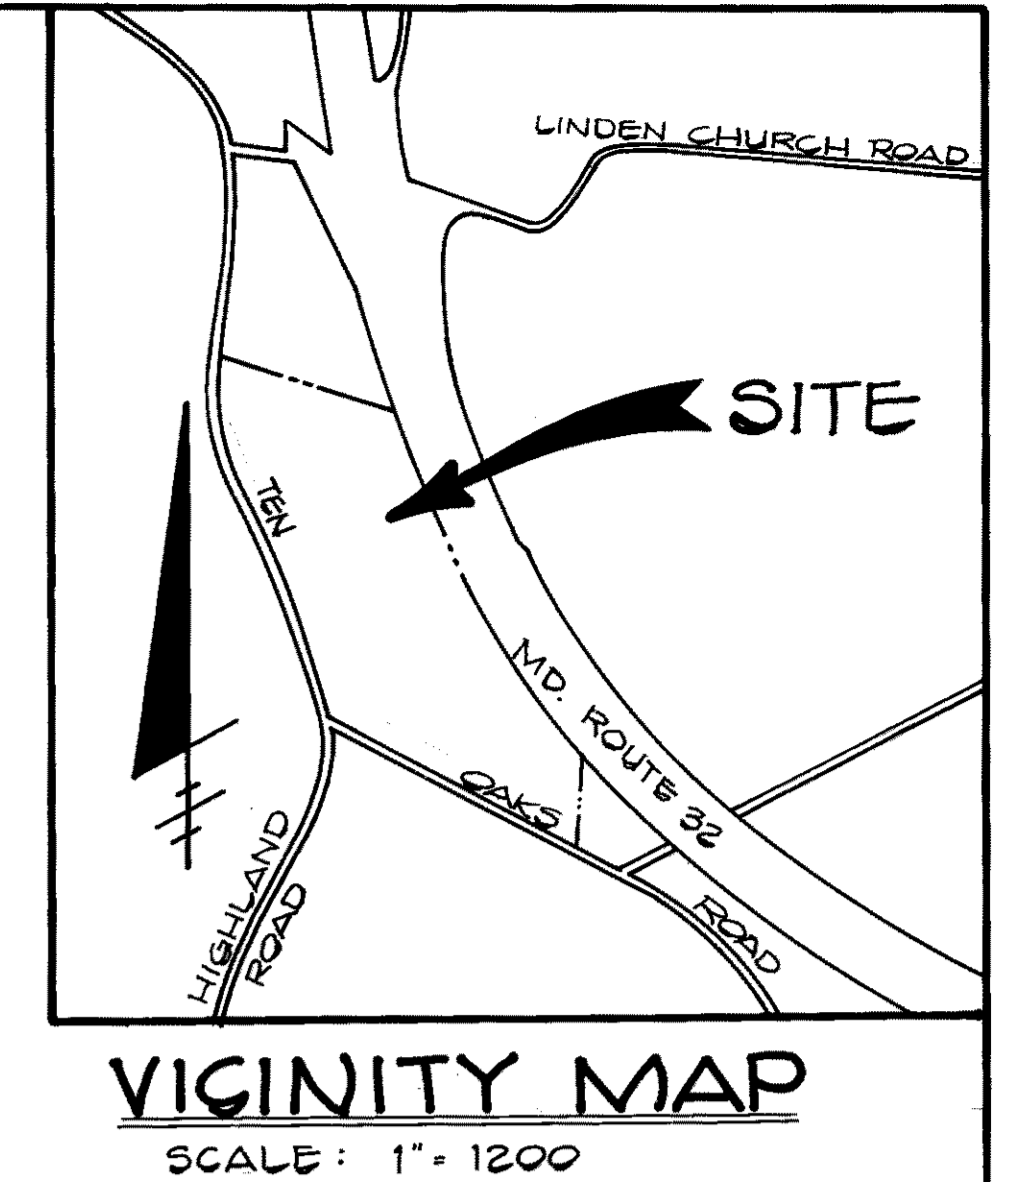 LINDEN CHURCH ROAD
SITE
TEN
MD. ROUTE 32
OAKS
HIGHLAND
ROAD
ROAD
VICINITY MAP
SCALE: 1" = 1200